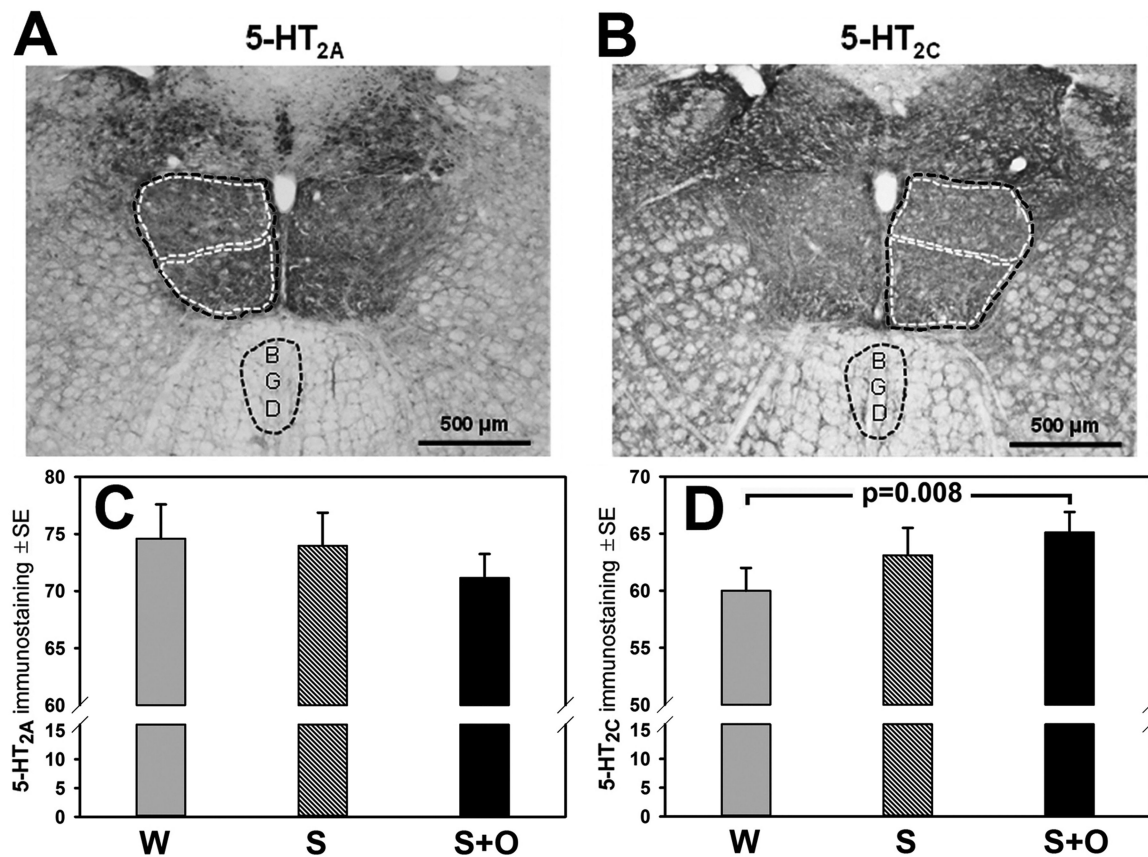 A
5-HT2A
B
5-HT2C
B
G
D
500 µm
B
G
D
500 µm
C
80
75
70
65
60
15
10
5
0
5-HT2A immunostaining ±SE
W
S
S+O
D
p=0.008
70
65
60
55
50
15
10
5
0
5-HT2C immunostaining ±SE
W
S
S+O